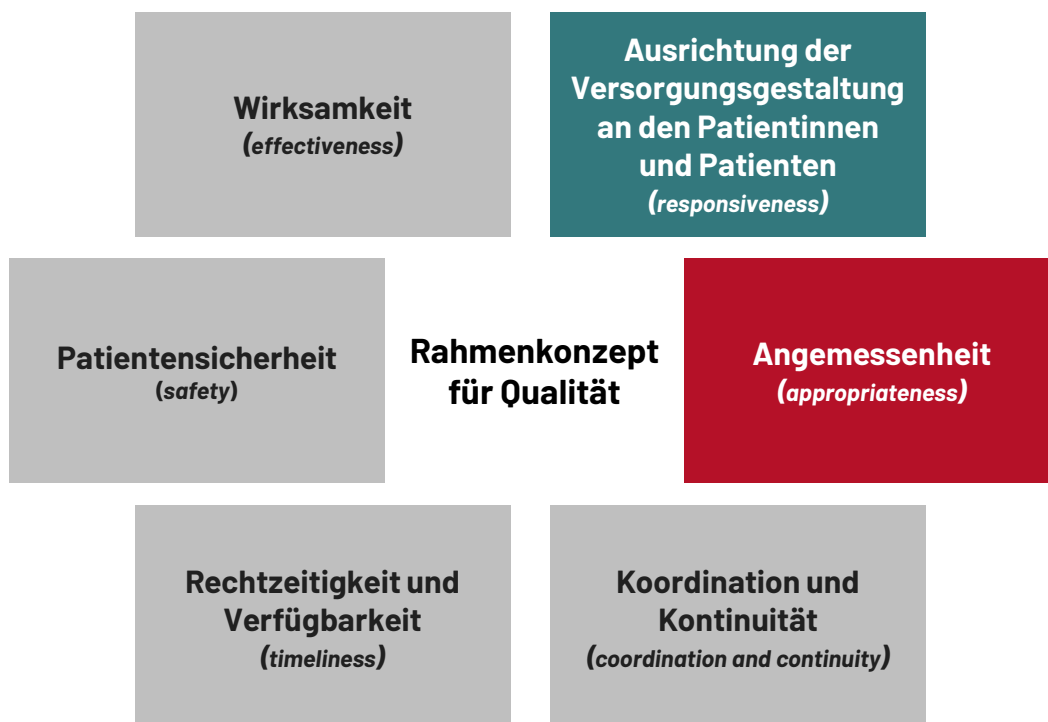 Wirksamkeit
(effectiveness)
Ausrichtung der
Versorgungsgestaltung
an den Patientinnen
und Patienten
(responsiveness)
Patientensicherheit
(safety)
Rahmenkonzept
für Qualität
Angemessenheit
(appropriateness)
Rechtzeitigkeit und
Verfügbarkeit
(timeliness)
Koordination und
Kontinuität
(coordination and continuity)